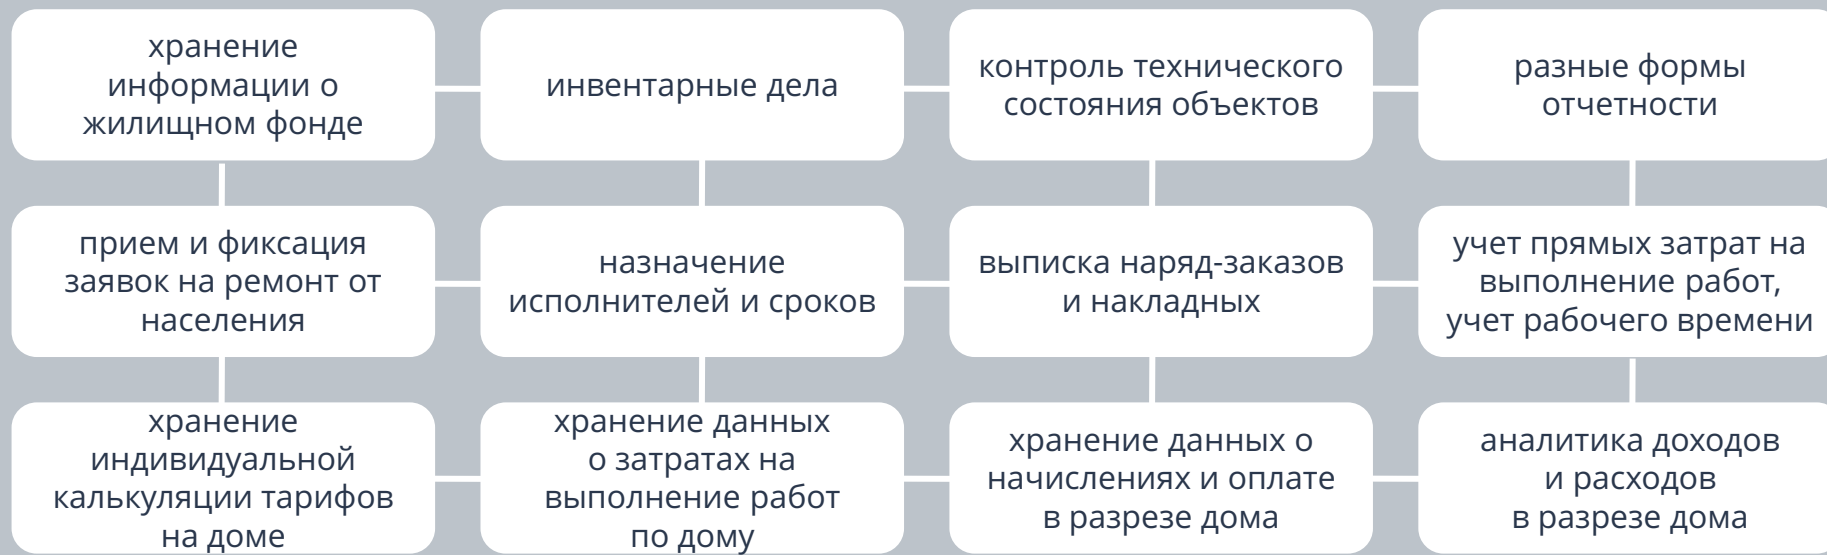 хранение
информации о
жилищном фонде
инвентарные дела
контроль технического
состояния объектов
разные формы
отчетности
прием и фиксация
заявок на ремонт от
населения
назначение
исполнителей и сроков
выписка наряд-заказов
и накладных
учет прямых затрат на
выполнение работ,
учет рабочего времени
хранение
индивидуальной
калькуляции тарифов
на доме
хранение данных
о затратах на
выполнение работ
по дому
хранение данных о
начислениях и оплате
в разрезе дома
аналитика доходов
и расходов
в разрезе дома